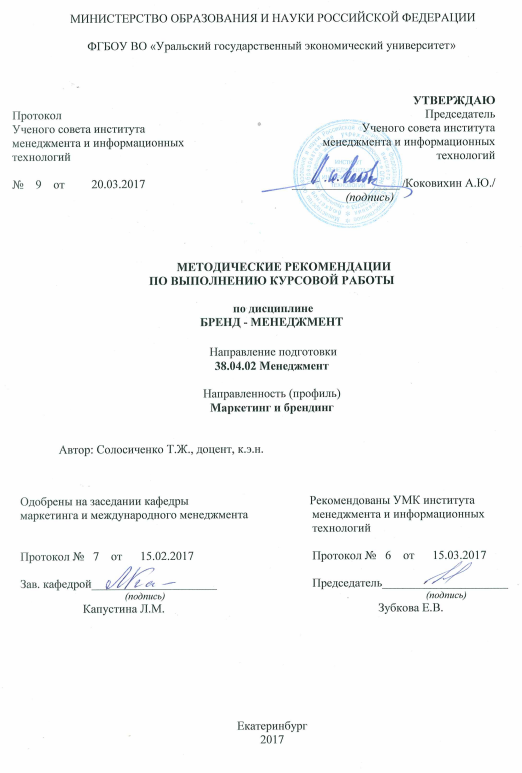 МИНИСТЕРСТВО ОБРАЗОВАНИЯ И НАУКИ РОССИЙСКОЙ ФЕДЕРАЦИИ
ФГБОУ ВО «Уральский государственный экономический университет»
Протокол
Ученого совета института
менеджмента и информационных
технологий
№ 9 от 20.03.2017
УТВЕРЖДАЮ
Председатель
Ученого совета института
менеджмента и информационных
технологий
/Коковихин А.Ю./
(подпись)
МЕТОДИЧЕСКИЕ РЕКОМЕНДАЦИИ
ПО ВЫПОЛНЕНИЮ КУРСОВОЙ РАБОТЫ
по дисциплине
БРЕНД - МЕНЕДЖМЕНТ
Направление подготовки
38.04.02 Менеджмент
Направленность (профиль)
Маркетинг и брендинг
Автор: Солосиченко Т.Ж., доцент, к.э.н.
Одобрены на заседании кафедры
маркетинга и международного менеджмента
Протокол № 7 от 15.02.2017
Зав. кафедрой
(подпись)
Капустина Л.М.
Рекомендованы УМК института
менеджмента и информационных
технологий
Протокол № 6 от 15.03.2017
Председатель
(подпись)
Зубкова Е.В.
Екатеринбург
2017